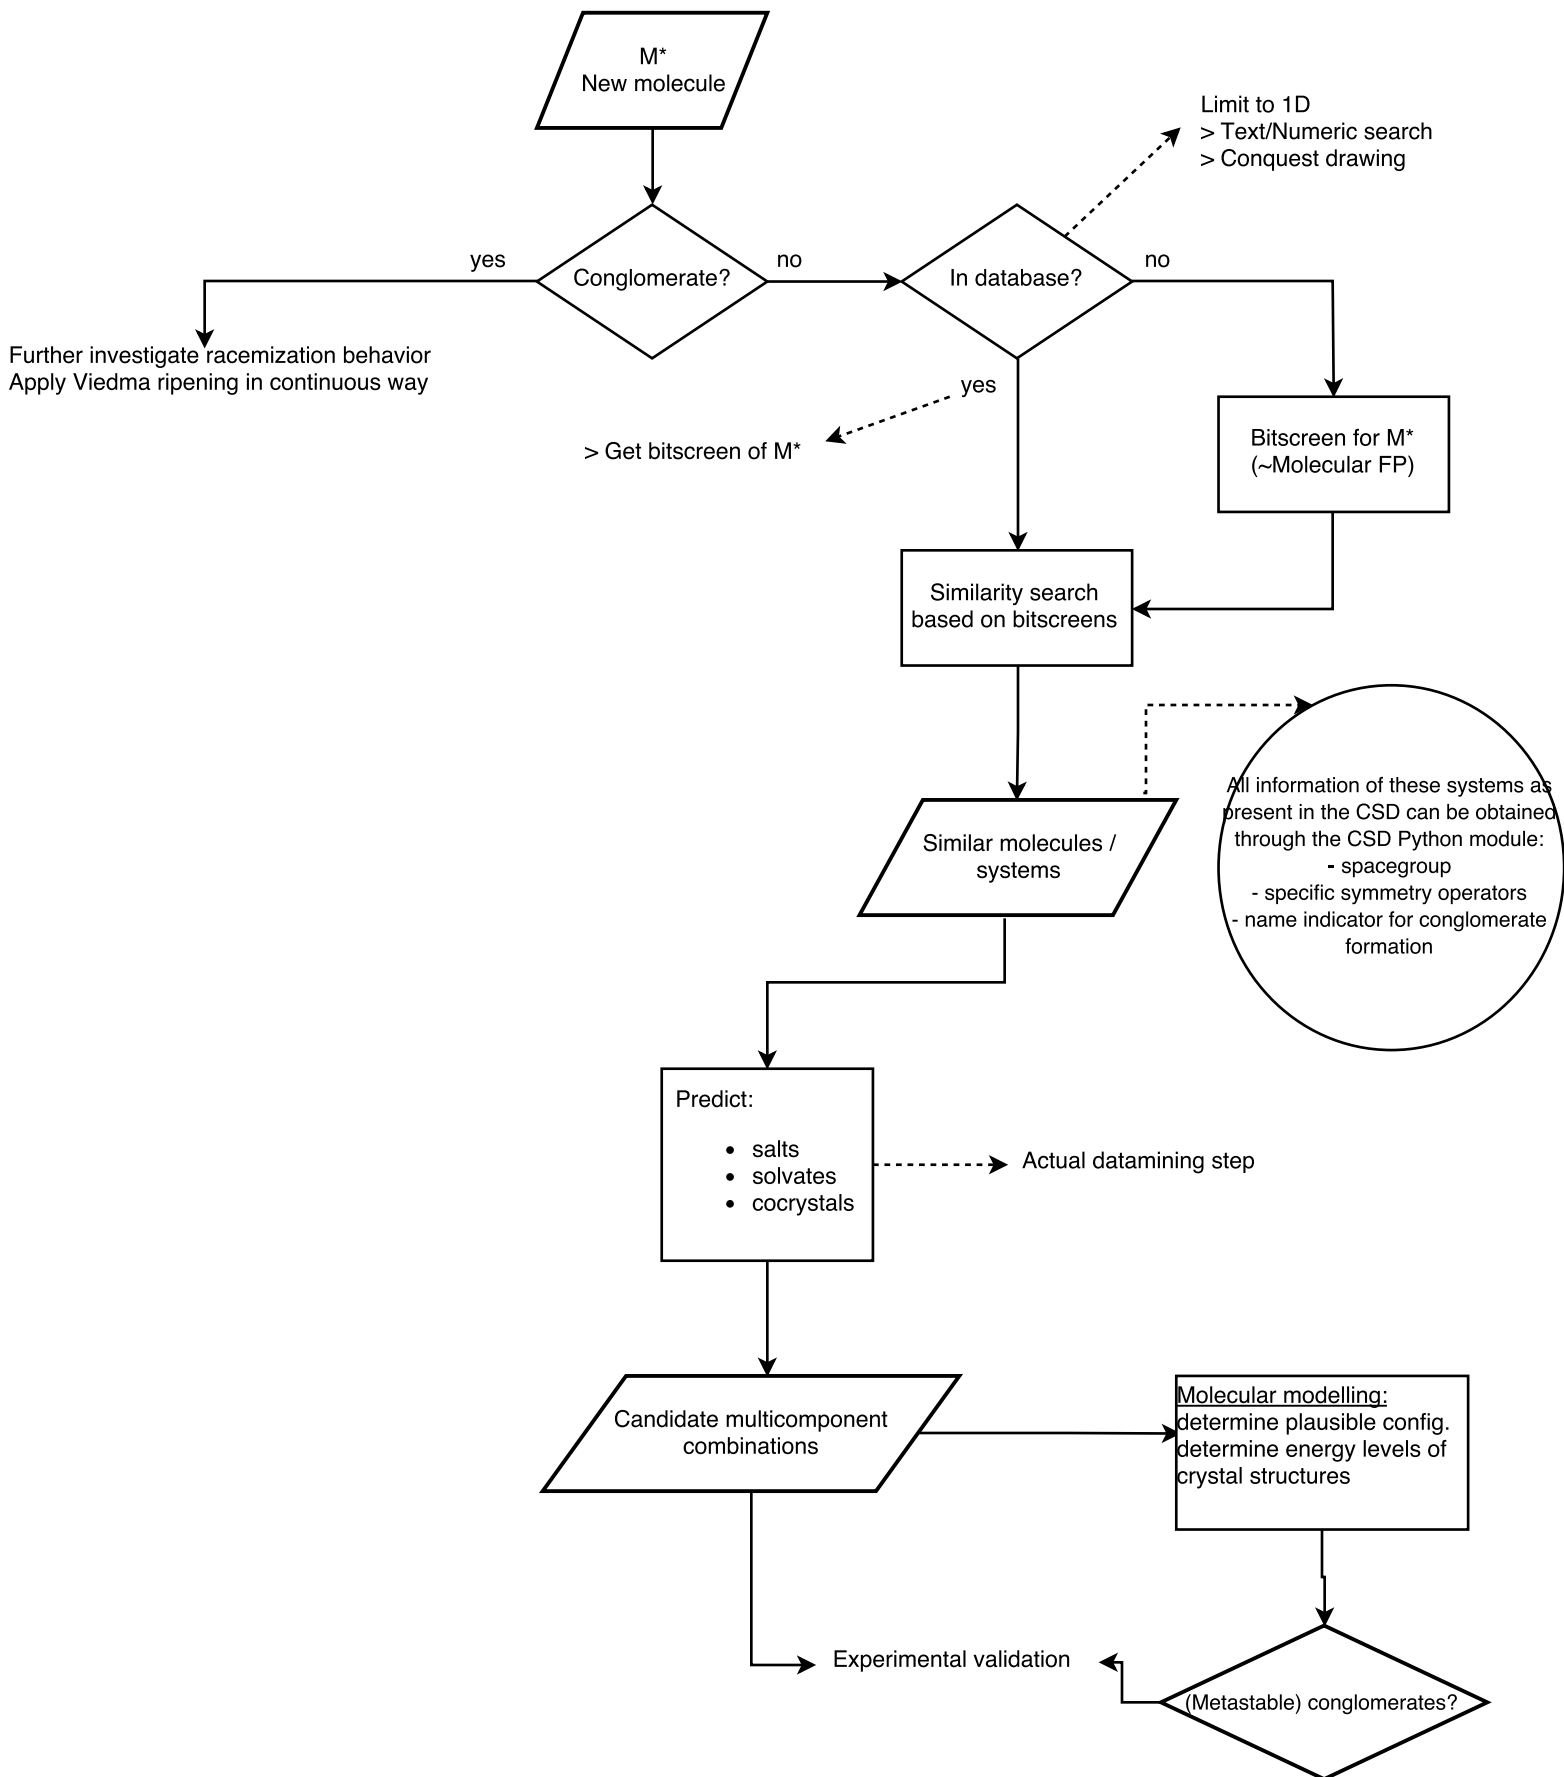 M*
New molecule
Limit to 1D
> Text/Numeric search
> Conquest drawing
yes
Conglomerate?
no
In database?
no
Further investigate racemization behavior
Apply Viedma ripening in continuous way
yes
> Get bitscreen of M*
Bitscreen for M*
(~Molecular FP)
Similarity search
based on bitscreens
All information of these systems as
present in the CSD can be obtained
through the CSD Python module:
- spacegroup
- specific symmetry operators
- name indicator for conglomerate
formation
Similar molecules /
systems
Predict:
• salts
• solvates
• cocrystals
Actual datamining step
Candidate multicomponent
combinations
Molecular modelling:
determine plausible config.
determine energy levels of
crystal structures
Experimental validation
(Metastable) conglomerates?